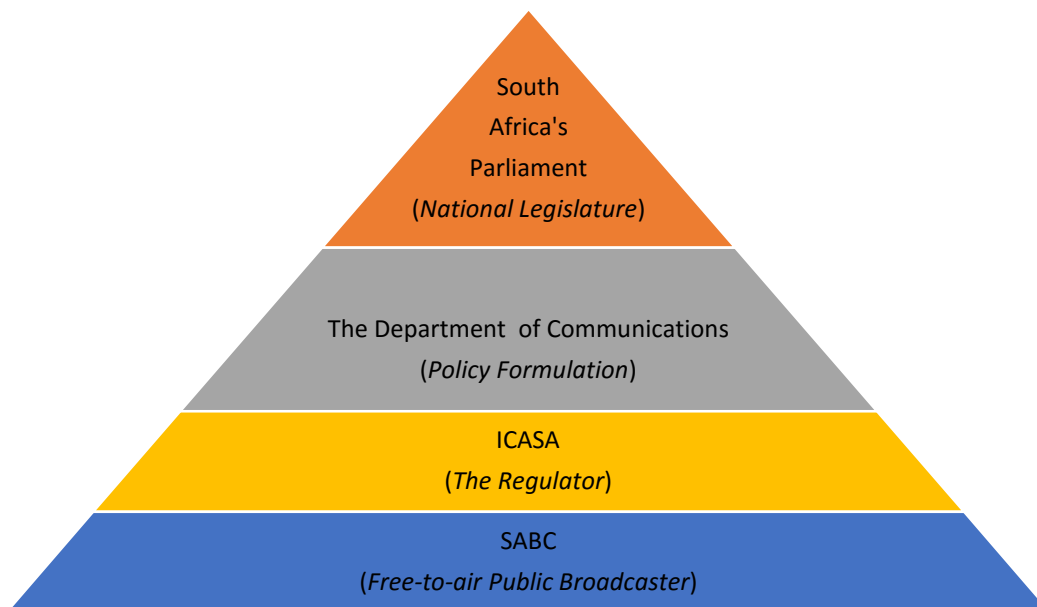 South
Africa's
Parliament
(National Legislature)
The Department  of Communications
(Policy Formulation)
ICASA
(The Regulator)
SABC
(Free-to-air Public Broadcaster)